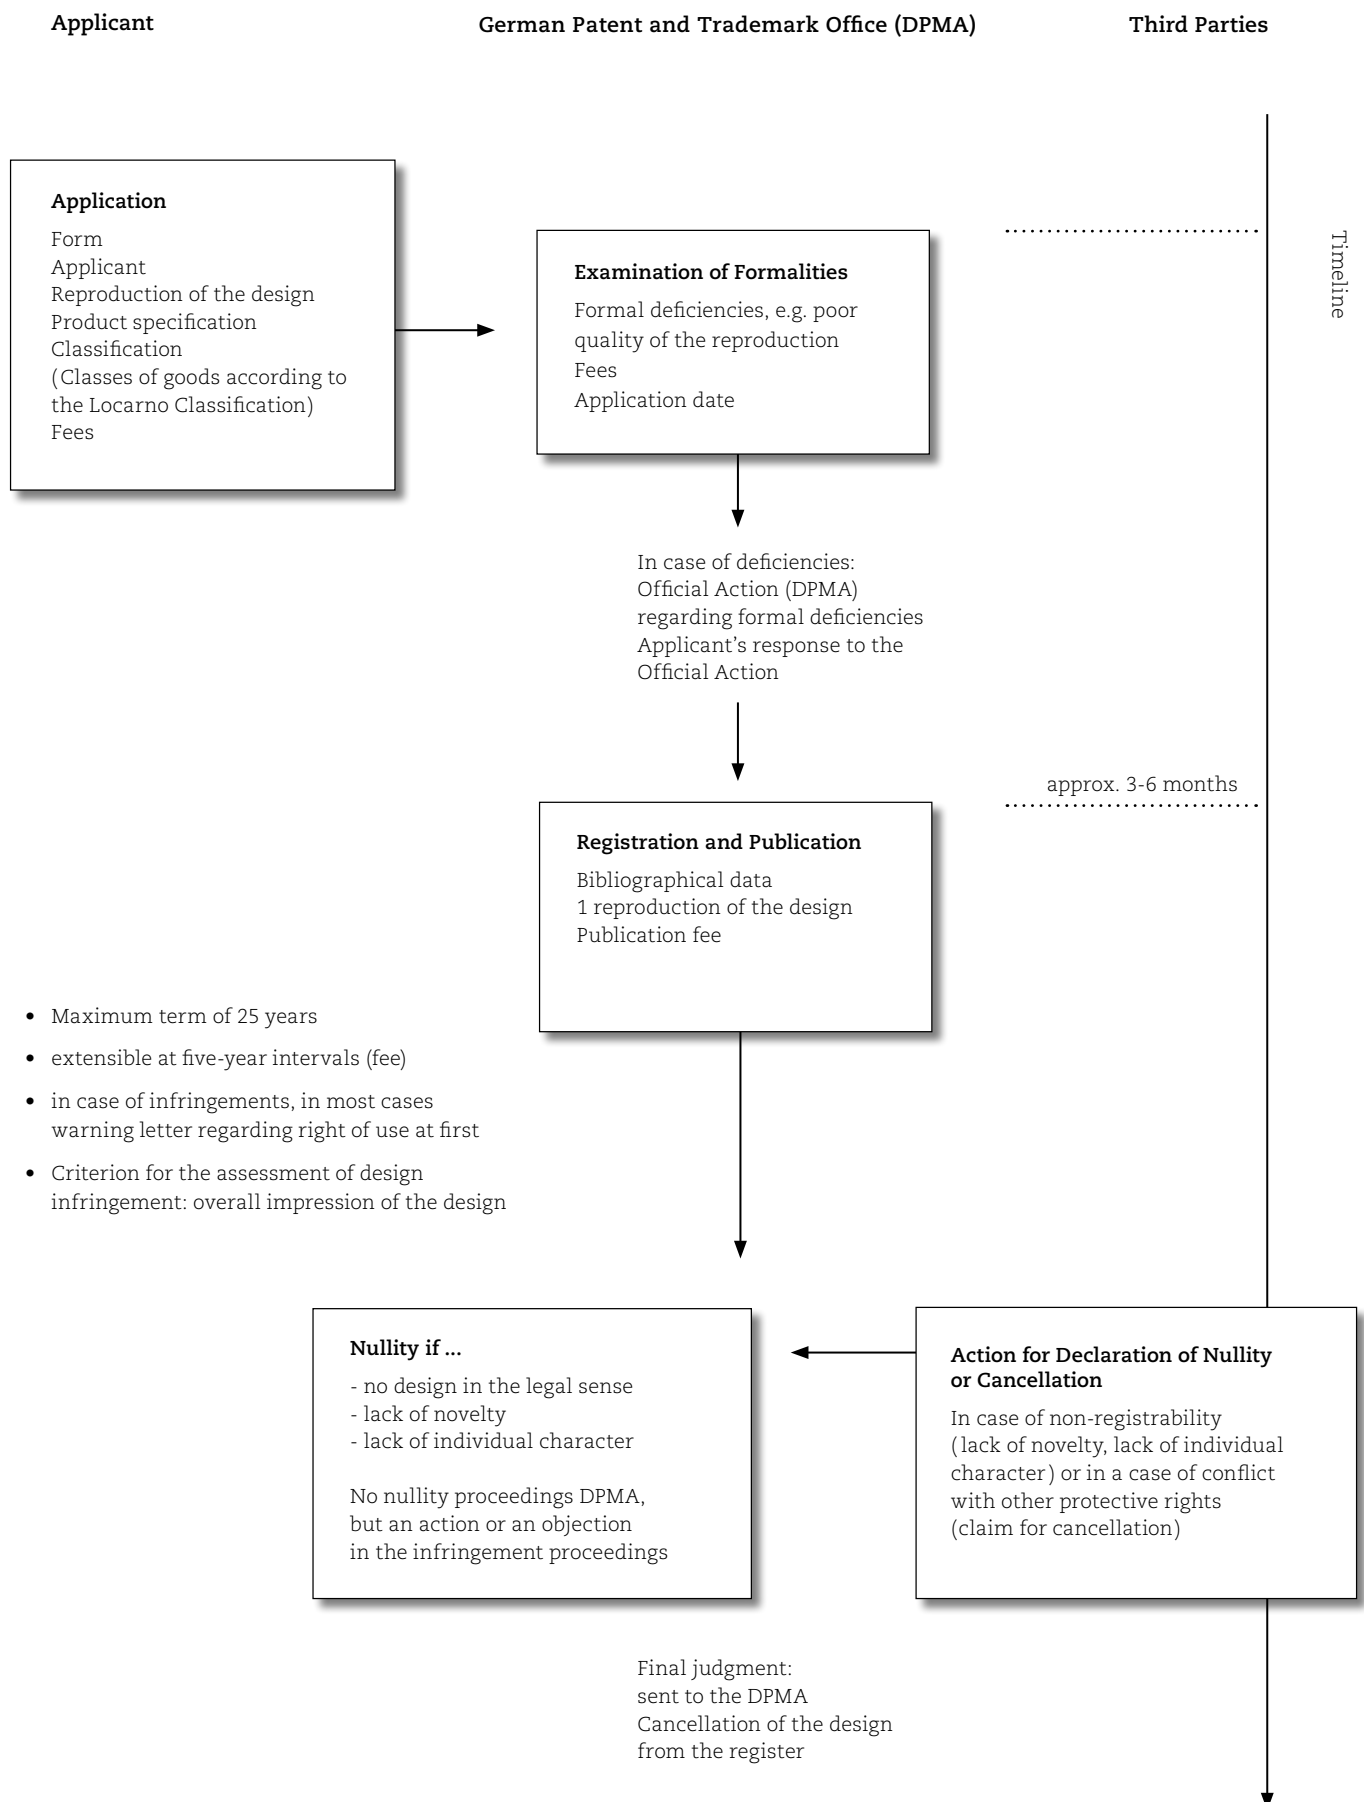 Applicant
German Patent and Trademark Office (DPMA)
Third Parties
Timeline
Application
Form
Applicant
Reproduction of the design
Product specification
Classification
(Classes of goods according to
the Locarno Classification)
Fees
Examination of Formalities
Formal deficiencies, e.g. poor
quality of the reproduction
Fees
Application date
In case of deficiencies:
Official Action (DPMA)
regarding formal deficiencies
Applicant’s response to the
Official Action
approx. 3-6 months
Registration and Publication
Bibliographical data
1 reproduction of the design
Publication fee
• Maximum term of 25 years
• extensible at five-year intervals (fee)
• in case of infringements, in most cases
warning letter regarding right of use at first
• Criterion for the assessment of design
infringement: overall impression of the design
Nullity if ...
- no design in the legal sense
- lack of novelty
- lack of individual character
No nullity proceedings DPMA,
but an action or an objection
in the infringement proceedings
Action for Declaration of Nullity
or Cancellation
In case of non-registrability
(lack of novelty, lack of individual
character) or in a case of conflict
with other protective rights
(claim for cancellation)
Final judgment:
sent to the DPMA
Cancellation of the design
from the register